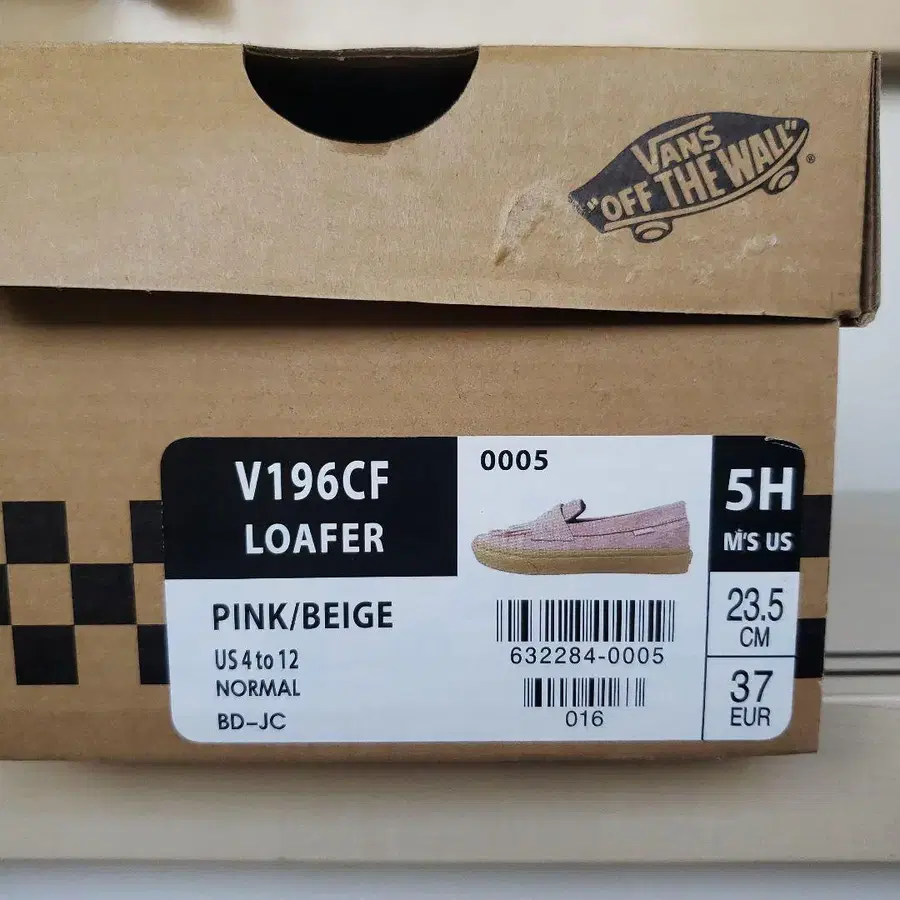 VANS
"OFF THE WALL"
®
V196CF
LOAFER
0005
5H
M'S US
PINK/BEIGE
US 4 to 12
NORMAL
BD-JC
632284-0005
016
23.5
CM
37
EUR